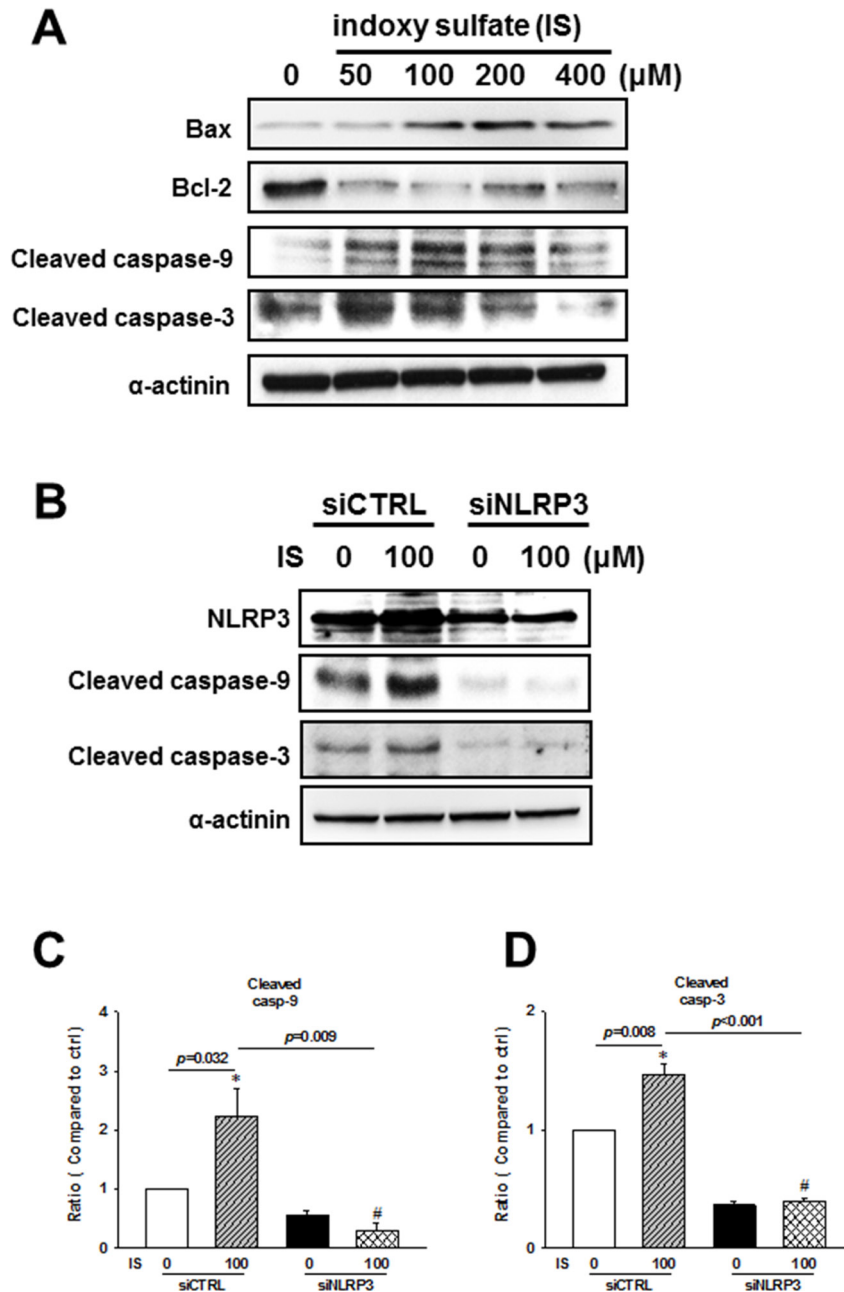 A
indoxy sulfate (IS)
0 50 100 200 400 (μM)
Bax
Bcl-2
Cleaved caspase-9
Cleaved caspase-3
α-actinin
B
siCTRL siNLRP3
IS 0 100 0 100 (μM)
NLRP3
Cleaved caspase-9
Cleaved caspase-3
α-actinin
C
Cleaved
casp-9
Ratio ( Compared to ctrl)
4
3
2
1
0
p=0.032
p=0.009
*
#
IS 0 100 0 100
siCTRL siNLRP3
D
Cleaved
casp-3
Ratio ( Compared to ctrl)
2
1
0
p=0.008
p<0.001
*
#
IS 0 100 0 100
siCTRL siNLRP3